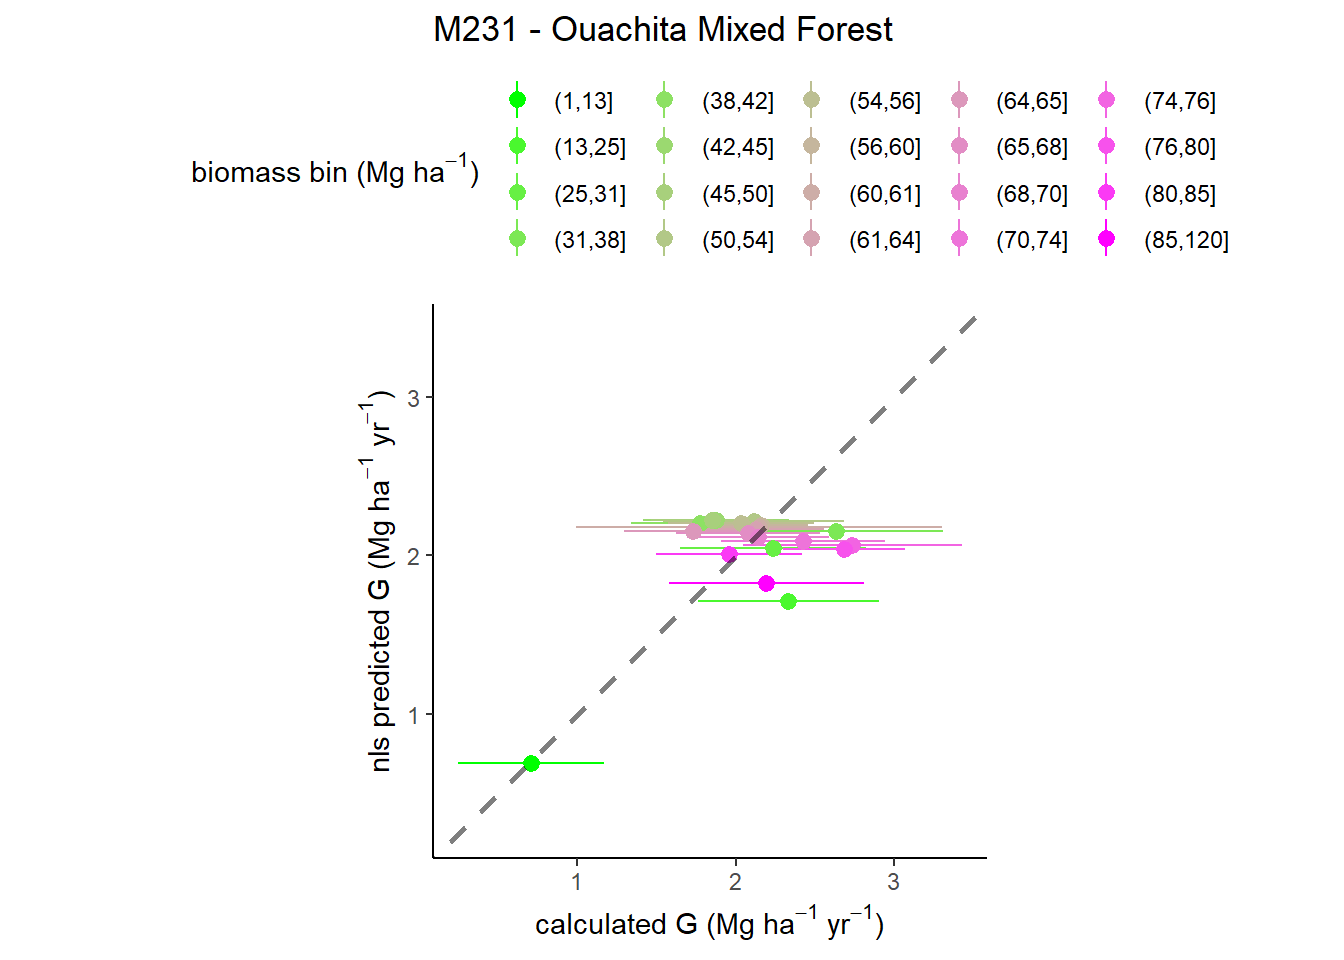 M231 - Ouachita Mixed Forest
biomass bin (Mg ha⁻¹)
(1,13] (38,42] (54,56] (64,65] (74,76]
(13,25] (42,45] (56,60] (65,68] (76,80]
(25,31] (45,50] (60,61] (68,70] (80,85]
(31,38] (50,54] (61,64] (70,74] (85,120]
nls predicted G (Mg ha⁻¹ yr⁻¹)
3
2
1
1 2 3
calculated G (Mg ha⁻¹ yr⁻¹)